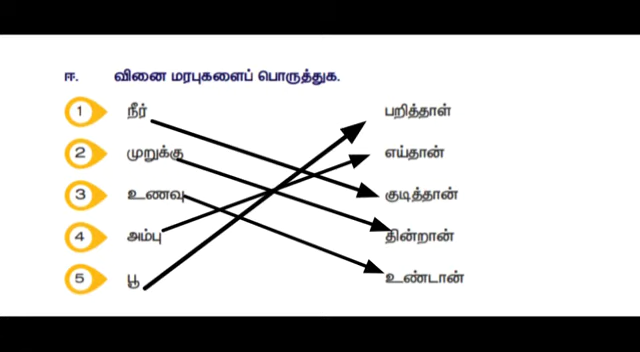 ஈ. வினை மரபுகளைப் பொருத்துக.
1 நீர் பறித்தாள்
2 முறுக்கு எய்தான்
3 உணவு குடித்தான்
4 அம்பு தின்றான்
5 பூ உண்டான்